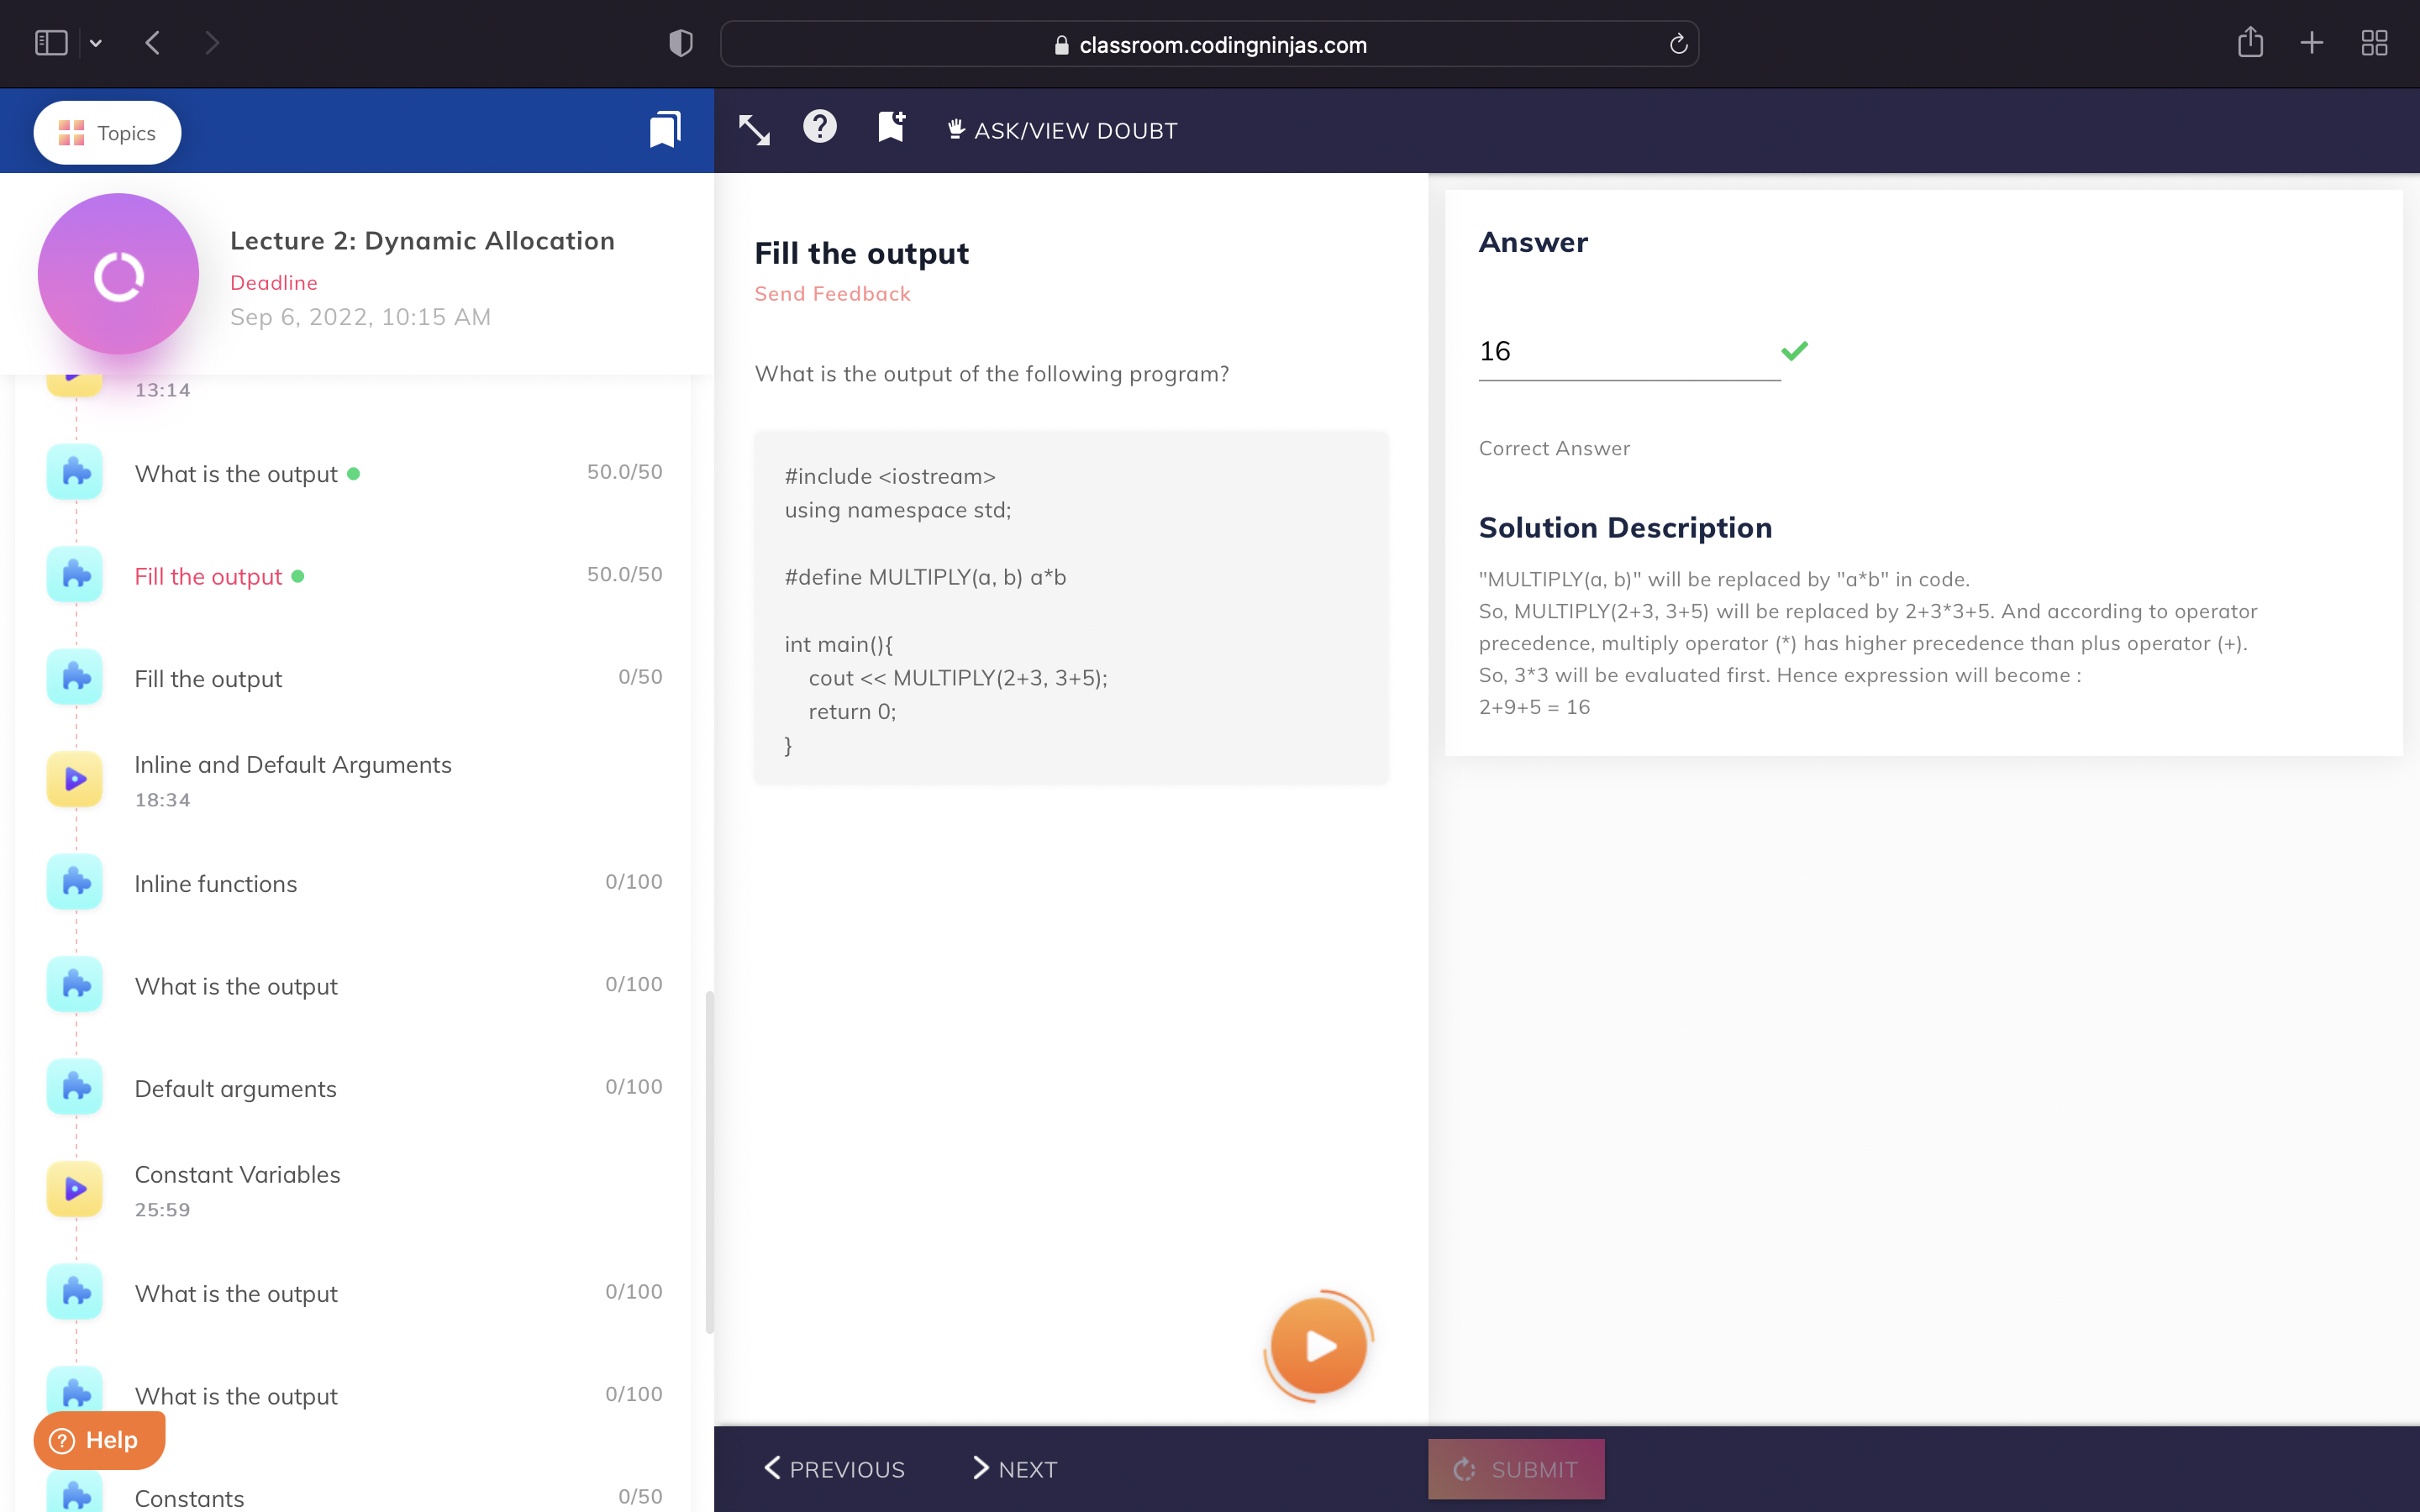 classroom.codingninjas.com
Topics
ASK/VIEW DOUBT
Lecture 2: Dynamic Allocation
Deadline
Sep 6, 2022, 10:15 AM
13:14
What is the output
50.0/50
Fill the output
50.0/50
Fill the output
0/50
Inline and Default Arguments
18:34
Inline functions
0/100
What is the output
0/100
Default arguments
0/100
Constant Variables
25:59
What is the output
0/100
What is the output
0/100
Constants
0/50
Help
Fill the output
Send Feedback
What is the output of the following program?
#include <iostream>
using namespace std;
#define MULTIPLY(a, b) a*b
int main(){
cout << MULTIPLY(2+3, 3+5);
return 0;
}
Answer
16
Correct Answer
Solution Description
"MULTIPLY(a, b)" will be replaced by "a*b" in code.
So, MULTIPLY(2+3, 3+5) will be replaced by 2+3*3+5. And according to operator
precedence, multiply operator (*) has higher precedence than plus operator (+).
So, 3*3 will be evaluated first. Hence expression will become :
2+9+5 = 16
PREVIOUS
NEXT
SUBMIT